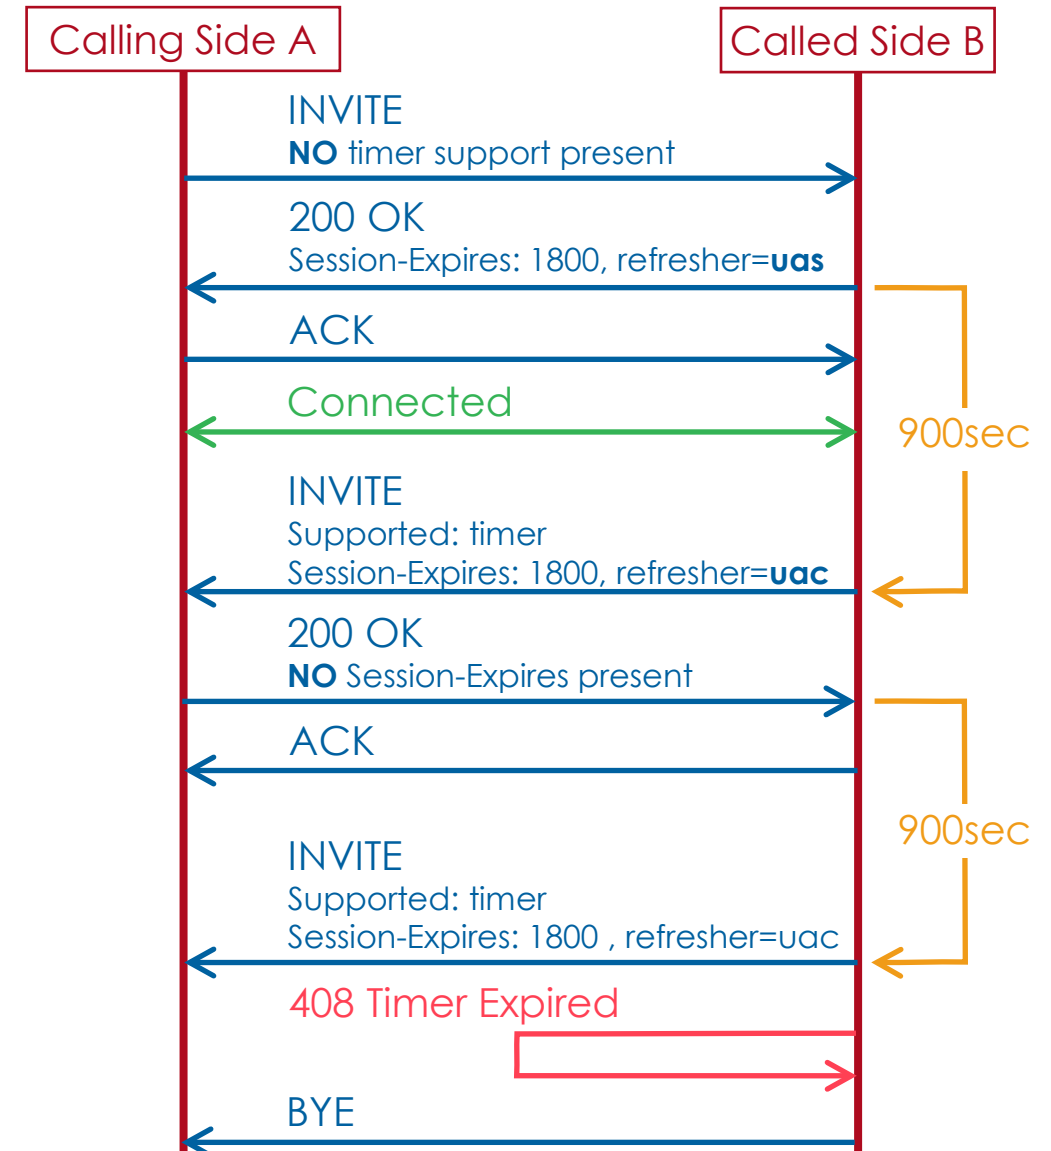 Calling Side A
Called Side B
INVITE
NO timer support present
200 OK
Session-Expires: 1800, refresher=uas
ACK
Connected
900sec
INVITE
Supported: timer
Session-Expires: 1800, refresher=uac
200 OK
NO Session-Expires present
ACK
900sec
INVITE
Supported: timer
Session-Expires: 1800 , refresher=uac
408 Timer Expired
BYE